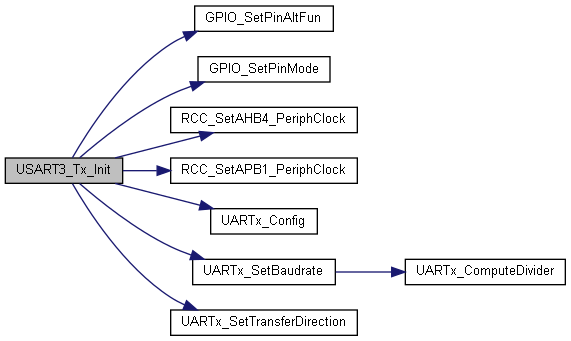 GPIO_SetPinAltFun
GPIO_SetPinMode
RCC_SetAHB4_PeriphClock
USART3_Tx_Init
RCC_SetAPB1_PeriphClock
UARTx_Config
UARTx_SetBaudrate
UARTx_ComputeDivider
UARTx_SetTransferDirection